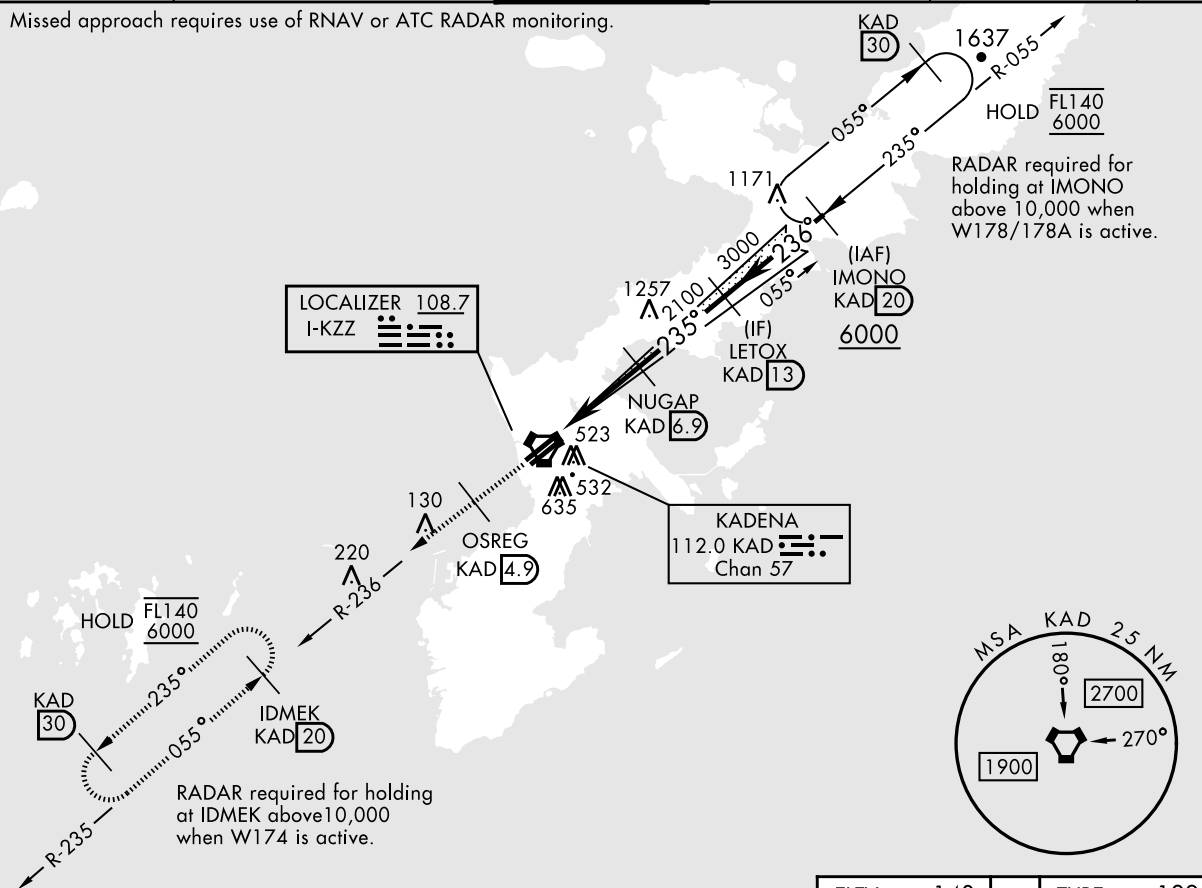 Missed approach requires use of RNAV or ATC RADAR monitoring.
KAD
30
1637
R-055
HOLD FL140
6000
055°
235°
RADAR required for
holding at IMONO
above 10,000 when
W178/178A is active.
1171
3000
236°
(IAF)
IMONO
KAD 20
6000
055°
1257
2100
235°
(IF)
LETOX
KAD 13
LOCALIZER 108.7
I-KZZ
NUGAP
KAD 6.9
523
532
635
130
OSREG
KAD 4.9
KADENA
112.0 KAD
Chan 57
220
R-236
HOLD FL140
6000
235°
KAD
30
055°
IDMEK
KAD 20
RADAR required for holding
at IDMEK above10,000
when W174 is active.
R-235
MSA KAD 25 NM
180°
2700
270°
1900